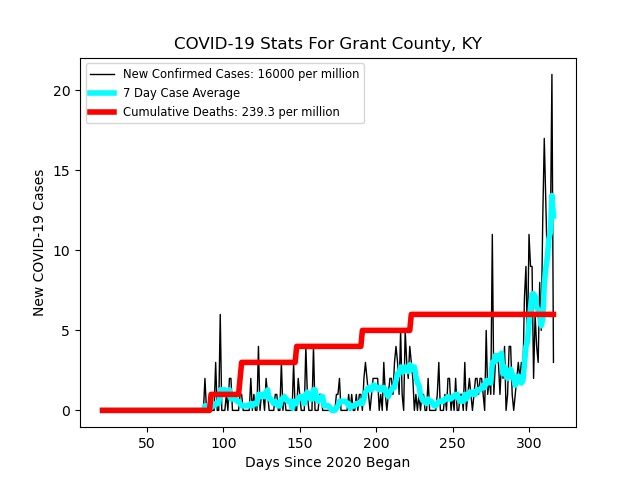 COVID-19 Stats For Grant County, KY
New Confirmed Cases: 16000 per million
7 Day Case Average
Cumulative Deaths: 239.3 per million
New COVID-19 Cases
20
15
10
5
0
50 100 150 200 250 300
Days Since 2020 Began